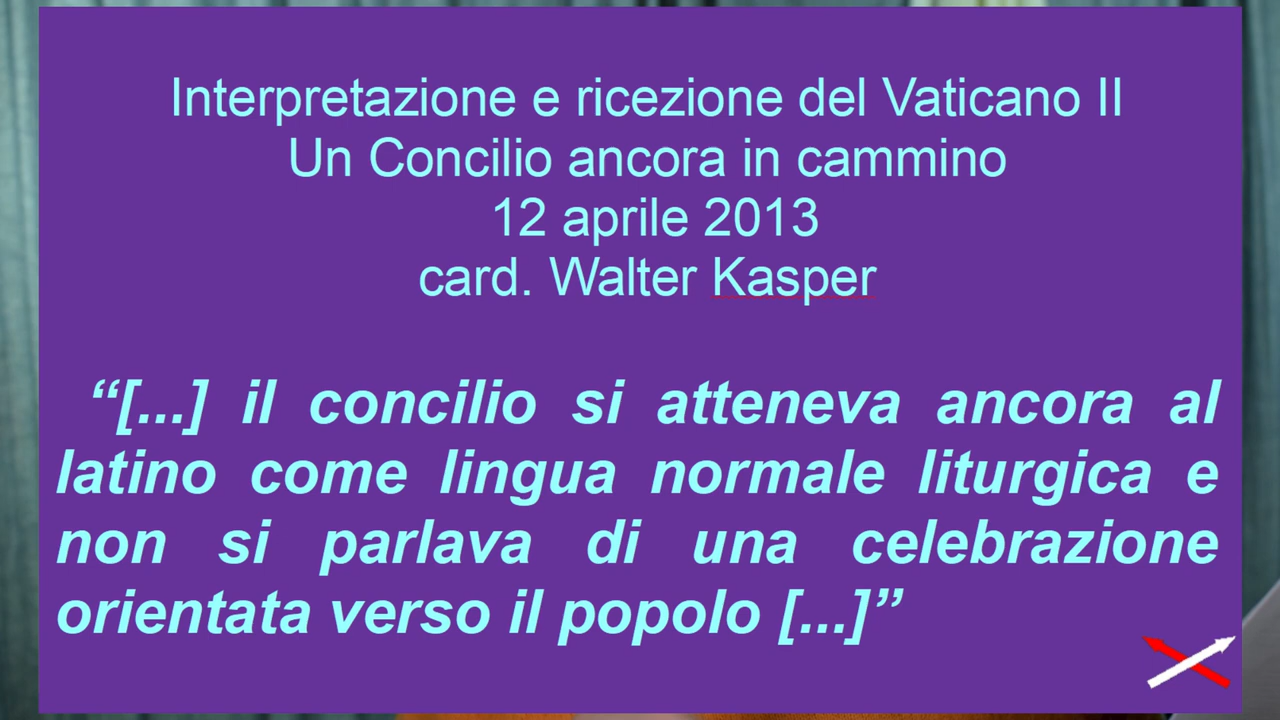 Interpretazione e ricezione del Vaticano II
Un Concilio ancora in cammino
12 aprile 2013
card. Walter Kasper
“[...] il concilio si atteneva ancora al
latino come lingua normale liturgica e
non si parlava di una celebrazione
orientata verso il popolo [...]”